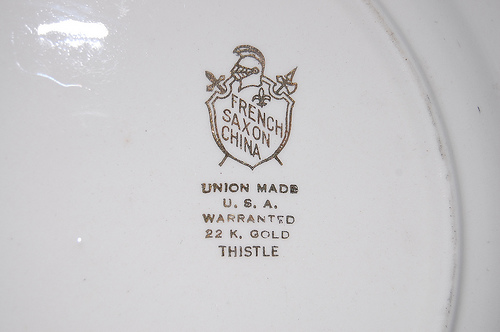 FRENCH
SAXON
CHINA
UNION MADE
U. S. A.
WARRANTED
22 K. GOLD
THISTLE